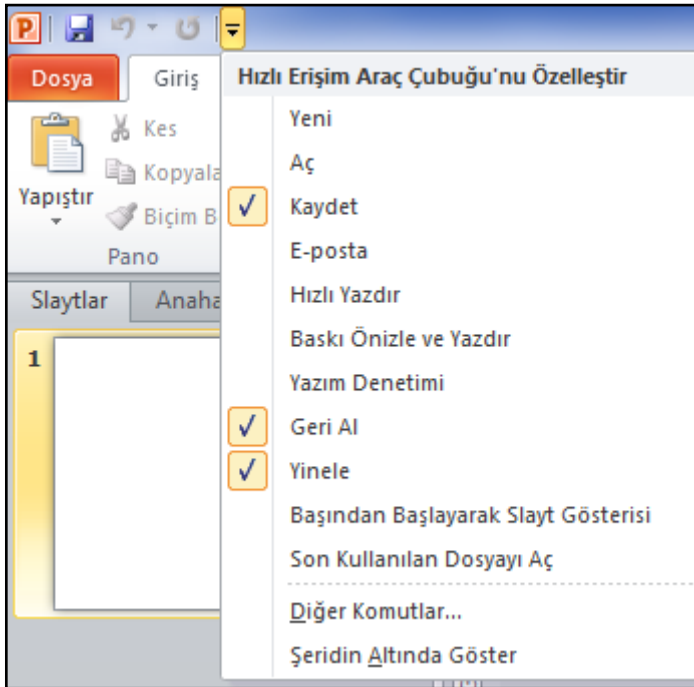 Dosya
Giriş
Yapıştır
Kes
Kopyala
Biçim B
Pano
Slaytlar
Anaha
1
Hızlı Erişim Araç Çubuğu'nu Özelleştir
Yeni
Aç
Kaydet
E-posta
Hızlı Yazdır
Baskı Önizle ve Yazdır
Yazım Denetimi
Geri Al
Yinele
Başından Başlayarak Slayt Gösterisi
Son Kullanılan Dosyayı Aç
Diğer Komutlar...
Şeridin Altında Göster